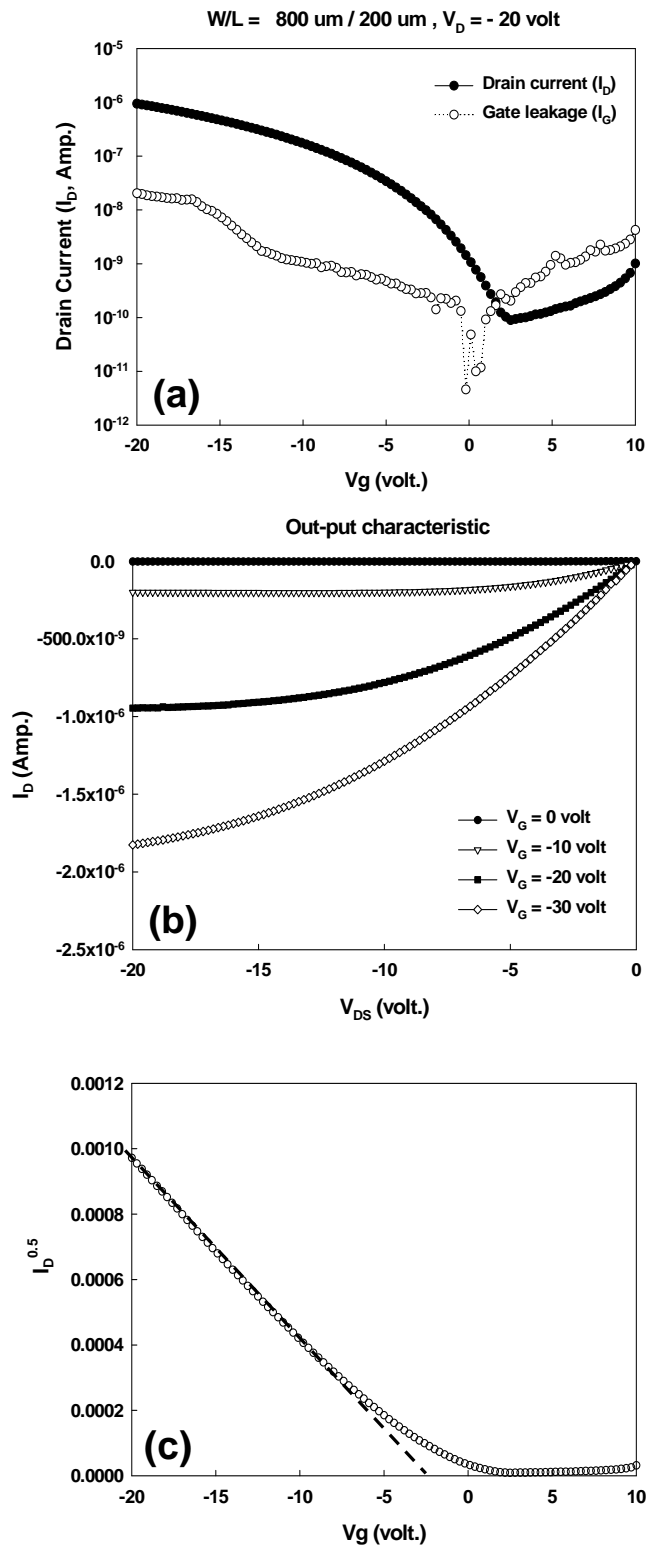 W/L = 800 um / 200 um , V_D = - 20 volt
10^-5
10^-6
10^-7
10^-8
10^-9
10^-10
10^-11
10^-12
Drain Current (I_D, Amp.)
Drain current (I_D)
Gate leakage (I_G)
(a)
-20 -15 -10 -5 0 5 10
Vg (volt.)
Out-put characteristic
0.0
-500.0x10^-9
-1.0x10^-6
-1.5x10^-6
-2.0x10^-6
-2.5x10^-6
I_D (Amp.)
V_G = 0 volt
V_G = -10 volt
V_G = -20 volt
V_G = -30 volt
(b)
-20 -15 -10 -5 0
V_DS (volt.)
0.0012
0.0010
0.0008
0.0006
0.0004
0.0002
0.0000
I_D^0.5
(c)
-20 -15 -10 -5 0 5 10
Vg (volt.)